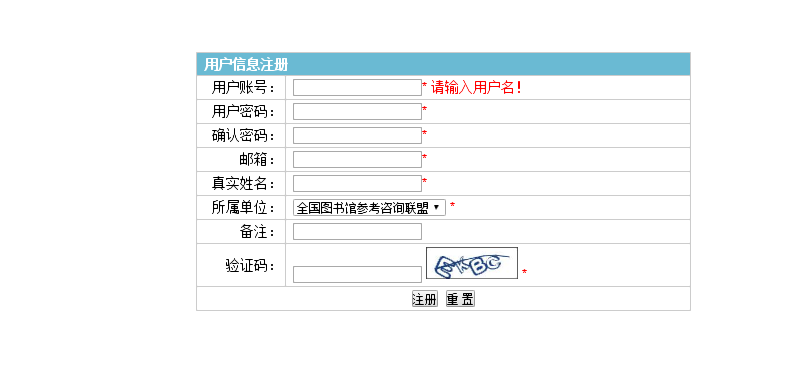 用户信息注册
用户账号： * 请输入用户名！
用户密码： *
确认密码： *
邮箱： *
真实姓名： *
所属单位： 全国图书馆参考咨询联盟 *
备注：
验证码： *
注册 重置